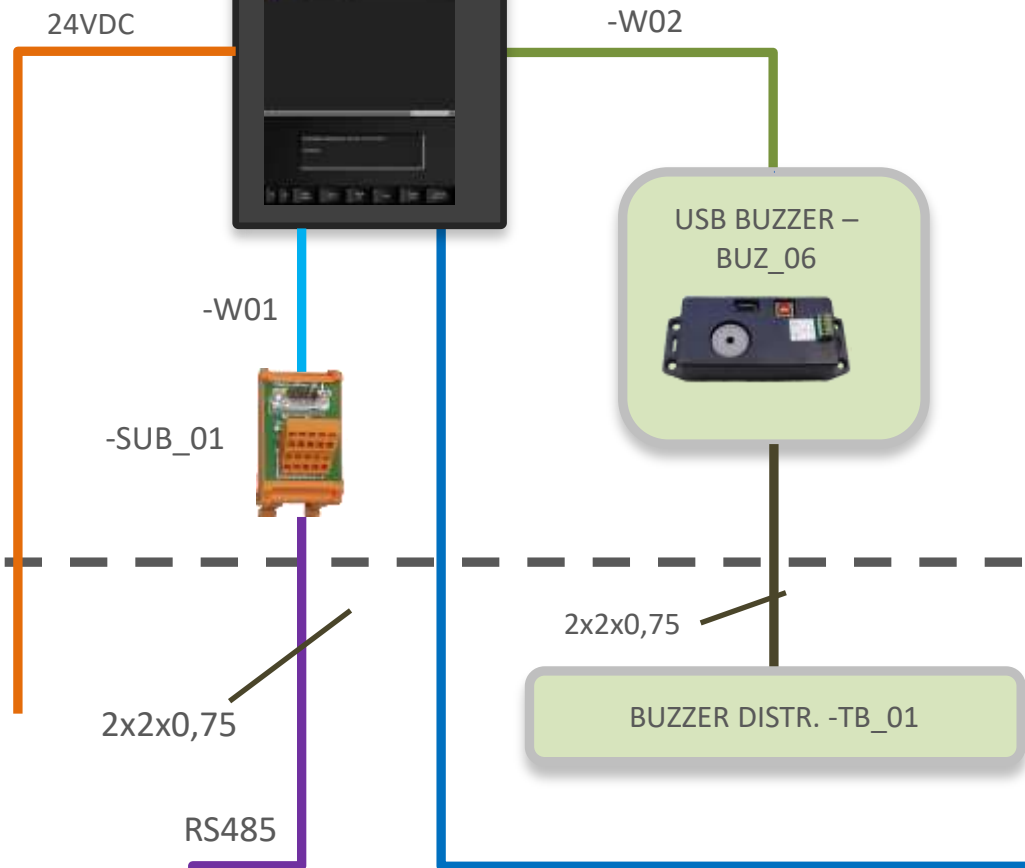 24VDC
-W02
USB BUZZER –
BUZ_06
-W01
-SUB_01
2x2x0,75
2x2x0,75
BUZZER DISTR. -TB_01
RS485